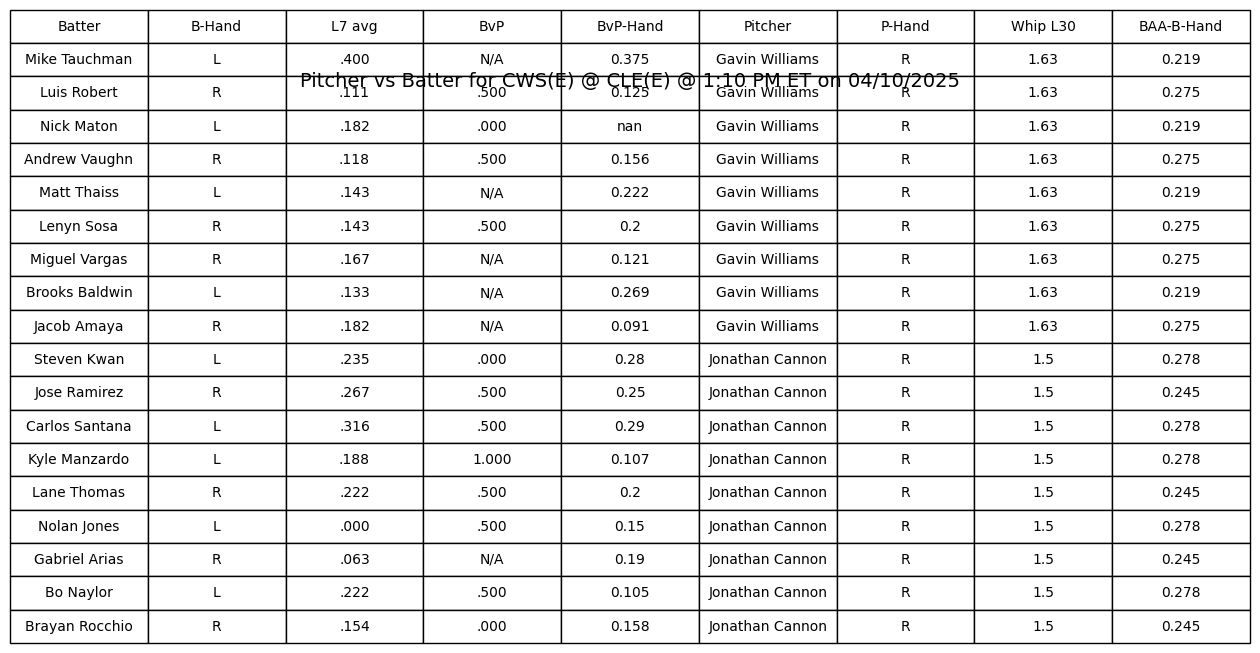 Batter B-Hand L7 avg BvP BvP-Hand Pitcher P-Hand Whip L30 BAA-B-Hand
Mike Tauchman L .400 N/A 0.375 Gavin Williams R 1.63 0.219
Pitcher vs Batter for CWS(E) @ CLE(E) @ 1:10 PM ET on 04/10/2025
Luis Robert R .111 .500 0.125 Gavin Williams R 1.63 0.275
Nick Maton L .182 .000 nan Gavin Williams R 1.63 0.219
Andrew Vaughn R .118 .500 0.156 Gavin Williams R 1.63 0.275
Matt Thaiss L .143 N/A 0.222 Gavin Williams R 1.63 0.219
Lenyn Sosa R .143 .500 0.2 Gavin Williams R 1.63 0.275
Miguel Vargas R .167 N/A 0.121 Gavin Williams R 1.63 0.275
Brooks Baldwin L .133 N/A 0.269 Gavin Williams R 1.63 0.219
Jacob Amaya R .182 N/A 0.091 Gavin Williams R 1.63 0.275
Steven Kwan L .235 .000 0.28 Jonathan Cannon R 1.5 0.278
Jose Ramirez R .267 .500 0.25 Jonathan Cannon R 1.5 0.245
Carlos Santana L .316 .500 0.29 Jonathan Cannon R 1.5 0.278
Kyle Manzardo L .188 1.000 0.107 Jonathan Cannon R 1.5 0.278
Lane Thomas R .222 .500 0.2 Jonathan Cannon R 1.5 0.245
Nolan Jones L .000 .500 0.15 Jonathan Cannon R 1.5 0.278
Gabriel Arias R .063 N/A 0.19 Jonathan Cannon R 1.5 0.245
Bo Naylor L .222 .500 0.105 Jonathan Cannon R 1.5 0.278
Brayan Rocchio R .154 .000 0.158 Jonathan Cannon R 1.5 0.245